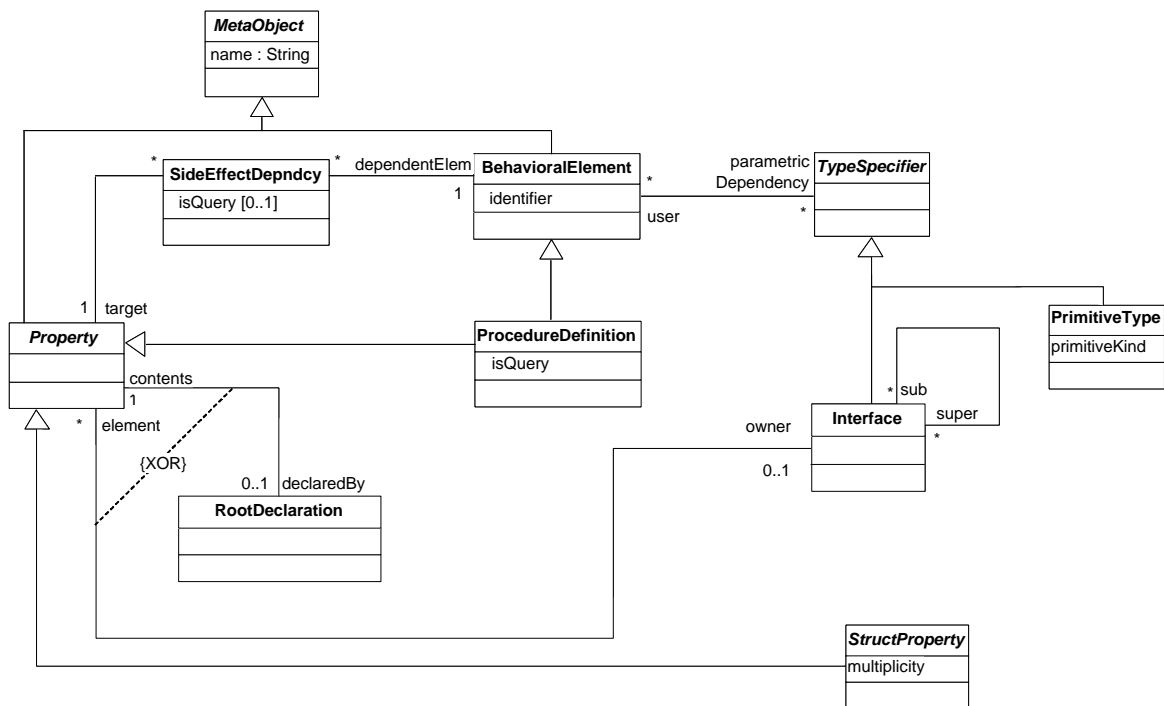 MetaObject
name : String
*
SideEffectDepndcy
isQuery [0..1]
*
dependentElem
1
BehavioralElement
identifier
*
user
parametric
Dependency
*
TypeSpecifier
1
target
Property
ProcedureDefinition
isQuery
PrimitiveType
primitiveKind
contents
1
*
element
{XOR}
0..1
declaredBy
RootDeclaration
*
sub
super
*
owner
0..1
Interface
StructProperty
multiplicity